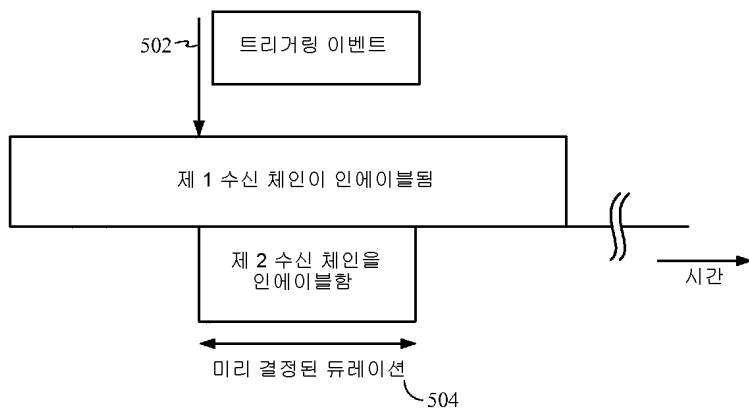 502
트리거링 이벤트
제 1 수신 체인이 인에이블됨
제 2 수신 체인을
인에이블함
시간
미리 결정된 듀레이션
504